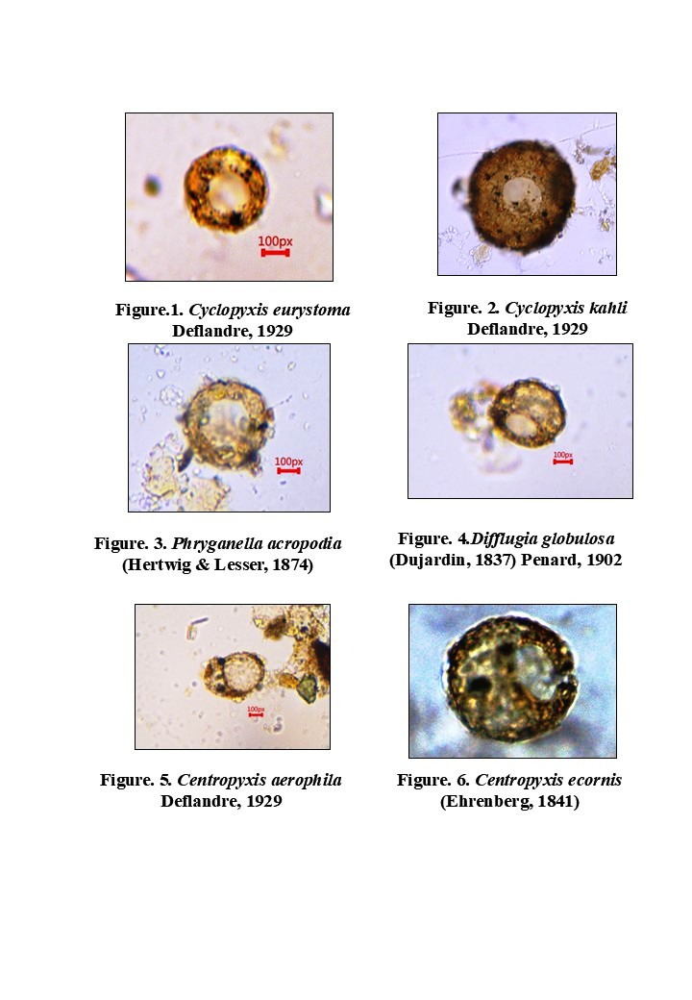 100px
Figure.1. Cyclopyxis eurystoma
Deflandre, 1929
Figure. 2. Cyclopyxis kahli
Deflandre, 1929
100px
Figure. 3. Phryganella acropodia
(Hertwig & Lesser, 1874)
100px
Figure. 4.Difflugia globulosa
(Dujardin, 1837) Penard, 1902
100px
Figure. 5. Centropyxis aerophila
Deflandre, 1929
Figure. 6. Centropyxis ecornis
(Ehrenberg, 1841)